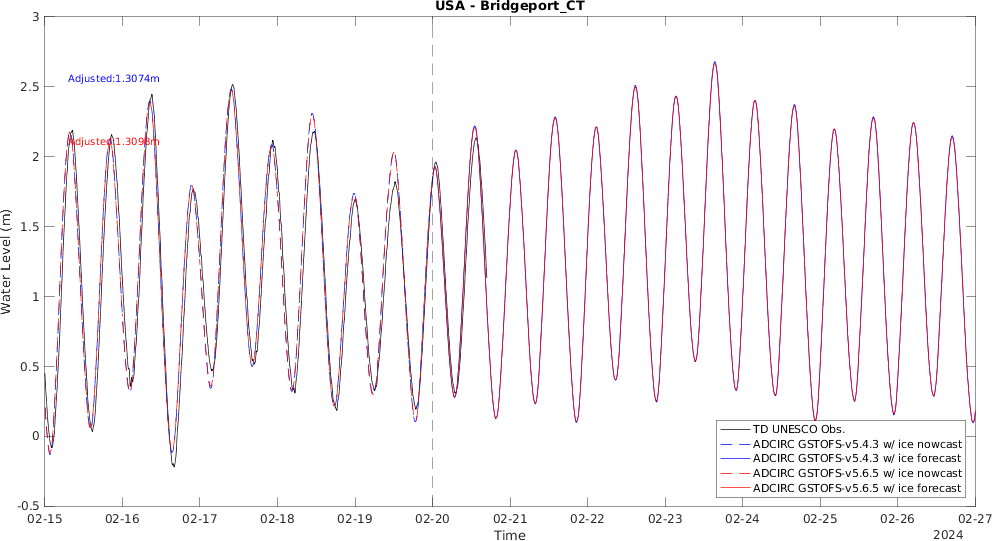 USA - Bridgeport_CT
3
2.5
2
1.5
1
0.5
0
-0.5
Water Level (m)
Adjusted:1.3074m
Adjusted:1.3098m
TD UNESCO Obs.
ADCIRC GSTOFS-v5.4.3 w/ ice nowcast
ADCIRC GSTOFS-v5.4.3 w/ ice forecast
ADCIRC GSTOFS-v5.6.5 w/ ice nowcast
ADCIRC GSTOFS-v5.6.5 w/ ice forecast
02-15 02-16 02-17 02-18 02-19 02-20 02-21 02-22 02-23 02-24 02-25 02-26 02-27
Time
2024